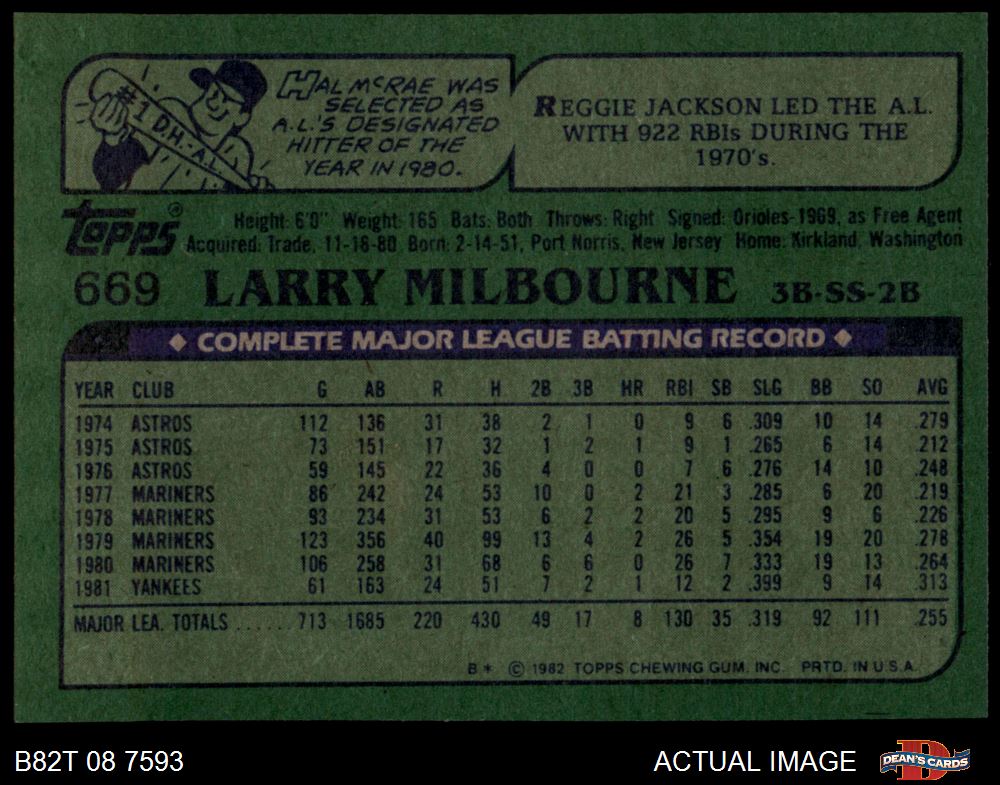 #1 D.H.-A.L.
HAL McRAE WAS
SELECTED AS
A.L.'S DESIGNATED
HITTER OF THE
YEAR IN 1980.
REGGIE JACKSON LED THE A.L.
WITH 922 RBIs DURING THE
1970's.
Topps®
Height: 6'0" Weight: 165 Bats: Both Throws: Right Signed: Orioles-1969, as Free Agent
Acquired: Trade, 11-18-80 Born: 2-14-51, Port Norris, New Jersey Home: Kirkland, Washington
669 LARRY MILBOURNE 3B-SS-2B
◆ COMPLETE MAJOR LEAGUE BATTING RECORD ◆
YEAR CLUB G AB R H 2B 3B HR RBI SB SLG BB SO AVG
1974 ASTROS 112 136 31 38 2 1 0 9 6 .309 10 14 .279
1975 ASTROS 73 151 17 32 1 2 1 9 1 .265 6 14 .212
1976 ASTROS 59 145 22 36 4 0 0 7 6 .276 14 10 .248
1977 MARINERS 86 242 24 53 10 0 2 21 3 .285 6 20 .219
1978 MARINERS 93 234 31 53 6 2 2 20 5 .295 9 6 .226
1979 MARINERS 123 356 40 99 13 4 2 26 5 .354 19 20 .278
1980 MARINERS 106 258 31 68 6 6 0 26 7 .333 19 13 .264
1981 YANKEES 61 163 24 51 7 2 1 12 2 .399 9 14 .313
MAJOR LEA. TOTALS ...... 713 1685 220 430 49 17 8 130 35 .319 92 111 .255
B* © 1982 TOPPS CHEWING GUM, INC. PRTD. IN U.S.A.
B82T 08 7593 ACTUAL IMAGE DEAN'S CARDS